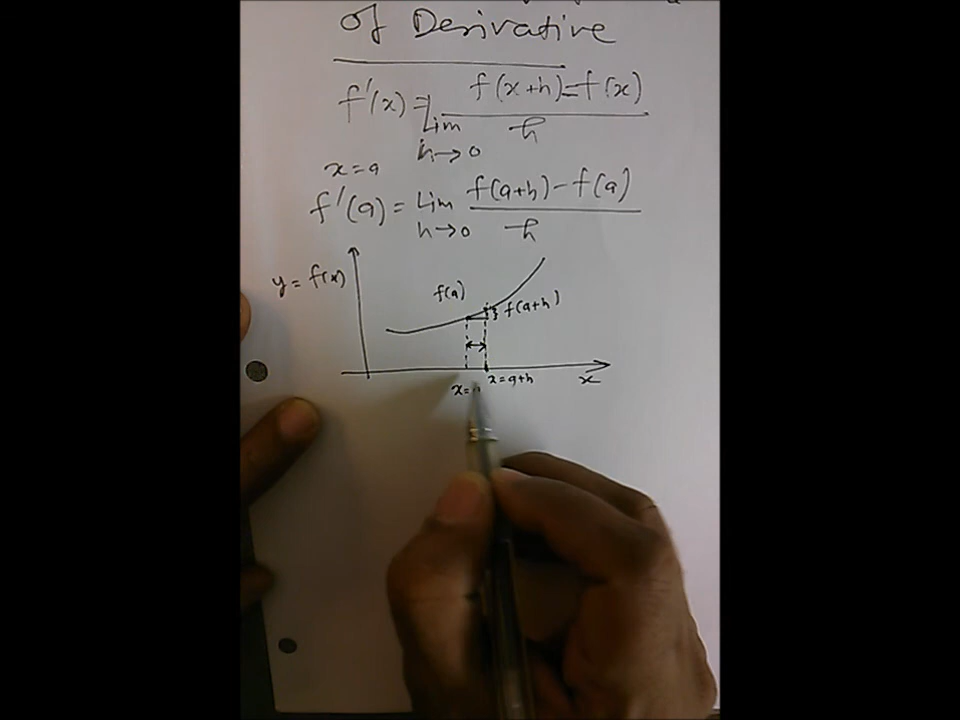 Of Derivative
f'(x) = Lim h→0 f(x+h)=f(x) / h
x=a
f'(a) = Lim h→0 f(a+h)-f(a) / h
y = f(x)
f(a)
f(a+h)
x=
x=a+h
x